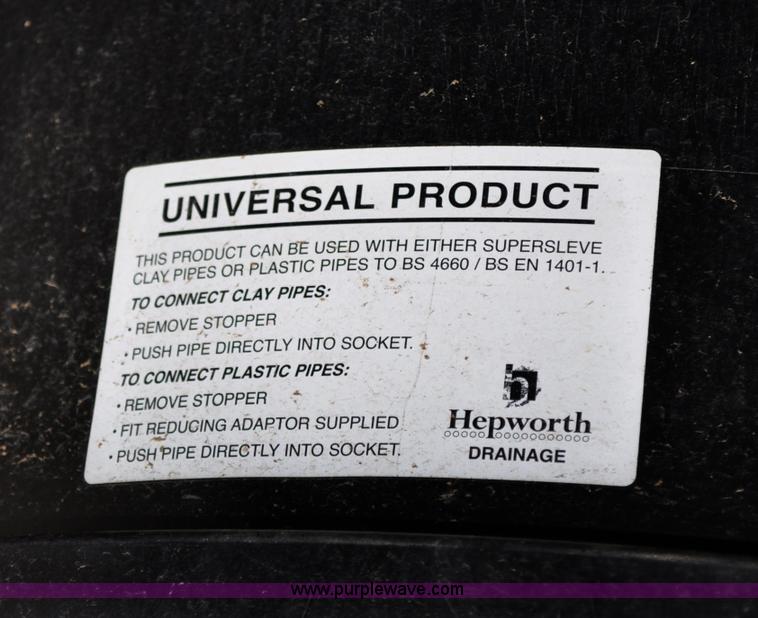 UNIVERSAL PRODUCT
THIS PRODUCT CAN BE USED WITH EITHER SUPERSLEVE
CLAY PIPES OR PLASTIC PIPES TO BS 4660 / BS EN 1401-1.
TO CONNECT CLAY PIPES:
· REMOVE STOPPER
· PUSH PIPE DIRECTLY INTO SOCKET.
TO CONNECT PLASTIC PIPES:
· REMOVE STOPPER
· FIT REDUCING ADAPTOR SUPPLIED
· PUSH PIPE DIRECTLY INTO SOCKET.
h
Hepworth
DRAINAGE
www.purplewave.com